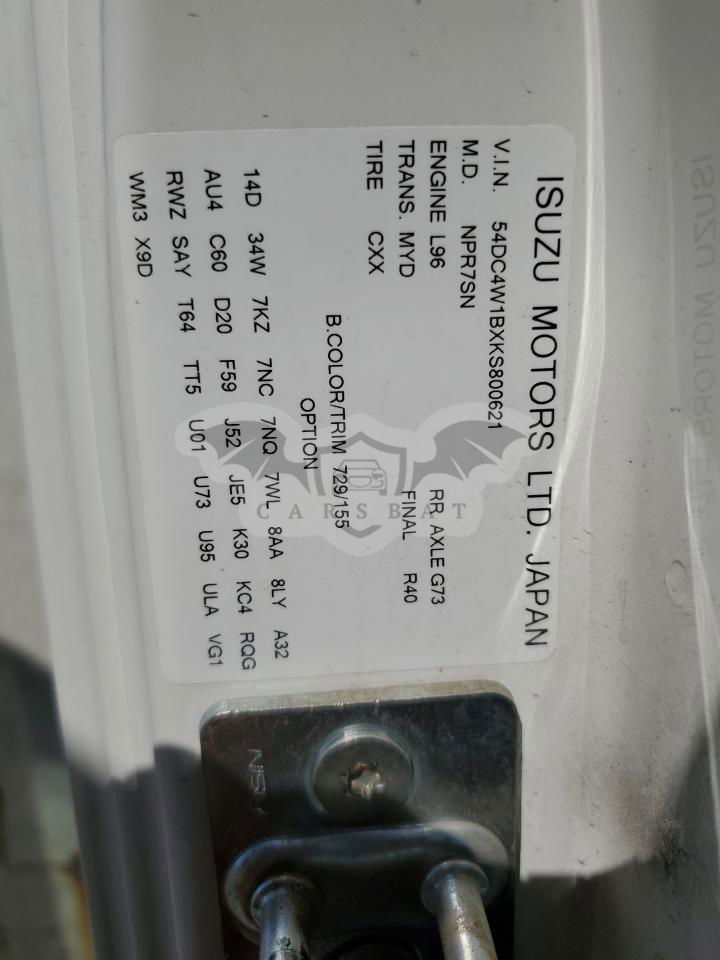 ISUZU MOTORS LTD. JAPAN
V.I.N. 54DC4W1BXKS800621
M.D. NPR7SN
ENGINE L96 RR. AXLE G73
TRANS. MYD FINAL R40
TIRE CXX
B.COLOR/TRIM 729/155
OPTION
14D 34W 7KZ 7NC 7NQ 7WL 8AA 8LY A32
AU4 C60 D20 F59 J52 JE5 K30 KC4 RQG
RWZ SAY T64 TT5 U01 U73 U95 ULA VG1
WM3 X9D
CARSBAT